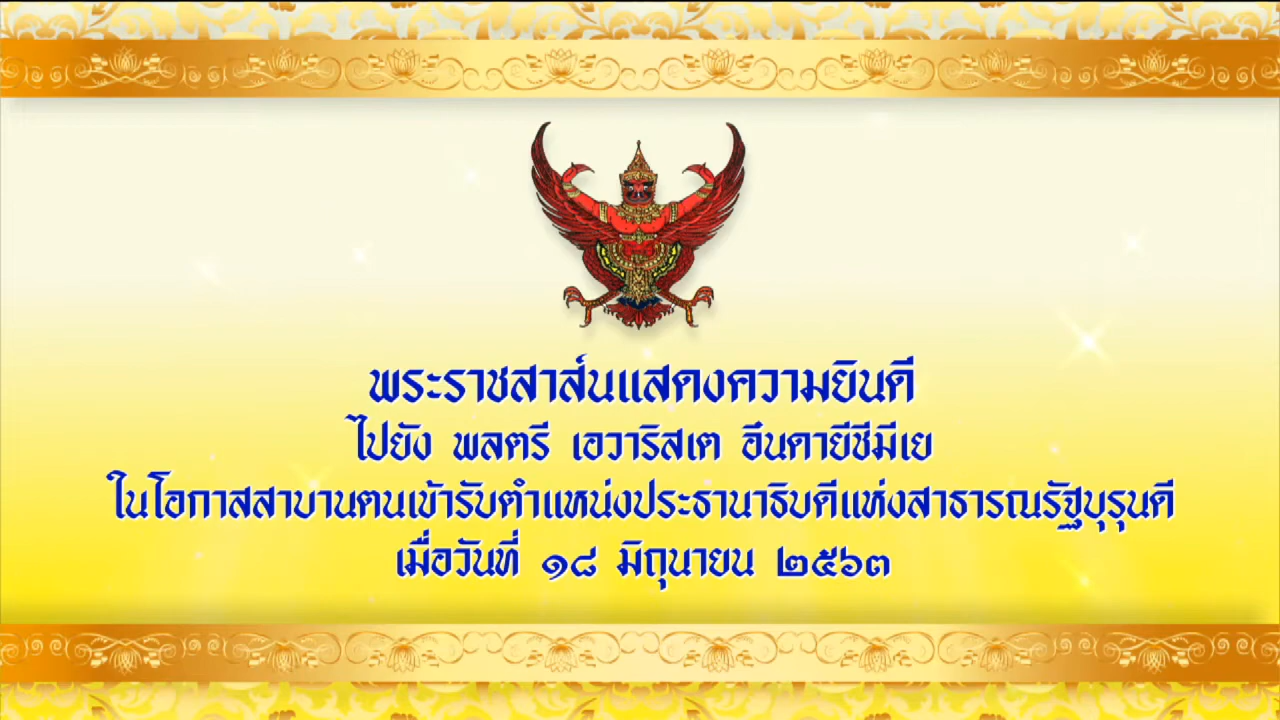 พระราชสาส์นแสดงความยินดี
ไปยัง พลตรี เอวาริสเต อึนดายีชีมีเย
ในโอกาสสาบานตนเข้ารับตำแหน่งประธานาธิบดีแห่งสาธารณรัฐบุรุนดี
เมื่อวันที่ ๑๘ มิถุนายน ๒๕๖๓